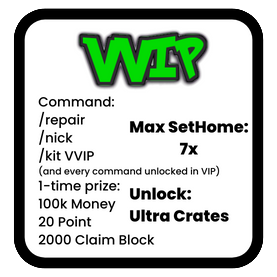 VVIP
Command:
/repair
/nick
/kit VVIP
(and every command unlocked in VIP)
1-time prize:
100k Money
20 Point
2000 Claim Block
Max SetHome:
7x
Unlock:
Ultra Crates